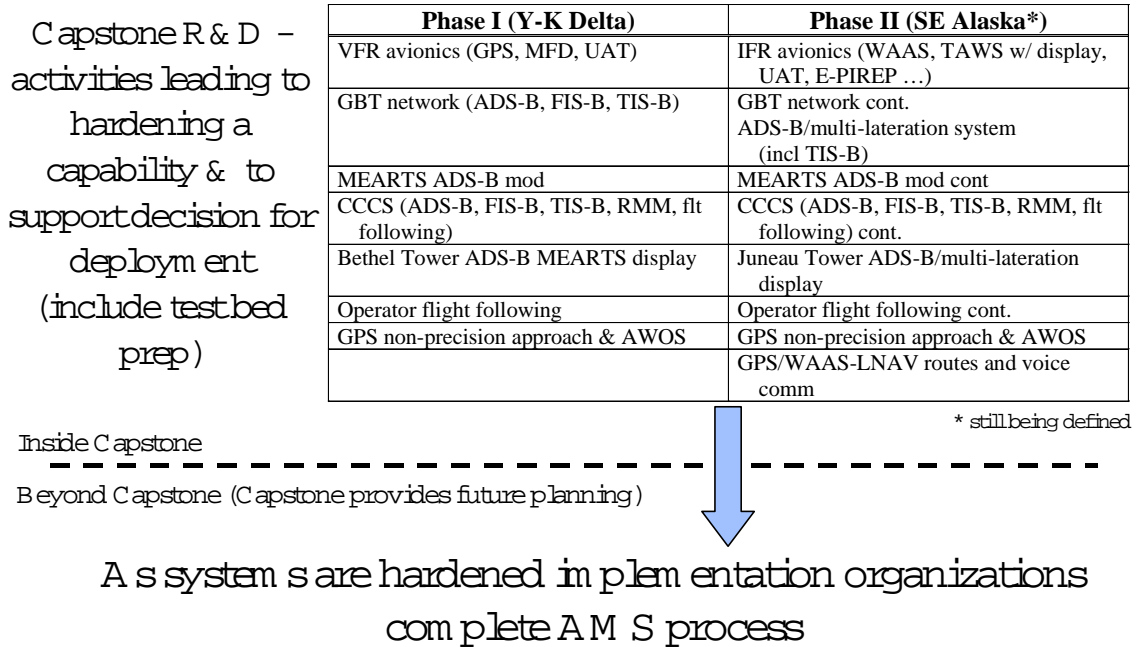 Capstone R & D –
activities leading to
hardening a
capability & to
support decision for
deployment
(include testbed
prep)
Phase I (Y-K Delta)
Phase II (SE Alaska*)
VFR avionics (GPS, MFD, UAT)
IFR avionics (WAAS, TAWS w/ display,
UAT, E-PIREP …)
GBT network (ADS-B, FIS-B, TIS-B)
GBT network cont.
ADS-B/multi-lateration system
(incl TIS-B)
MEARTS ADS-B mod
MEARTS ADS-B mod cont
CCCS (ADS-B, FIS-B, TIS-B, RMM, flt
following)
CCCS (ADS-B, FIS-B, TIS-B, RMM, flt
following) cont.
Bethel Tower ADS-B MEARTS display
Juneau Tower ADS-B/multi-lateration
display
Operator flight following
Operator flight following cont.
GPS non-precision approach & AWOS
GPS non-precision approach & AWOS
GPS/WAAS-LNAV routes and voice
comm
* still being defined
Inside Capstone
Beyond Capstone (Capstone provides future planning)
As systems are hardened implementation organizations
complete AMS process